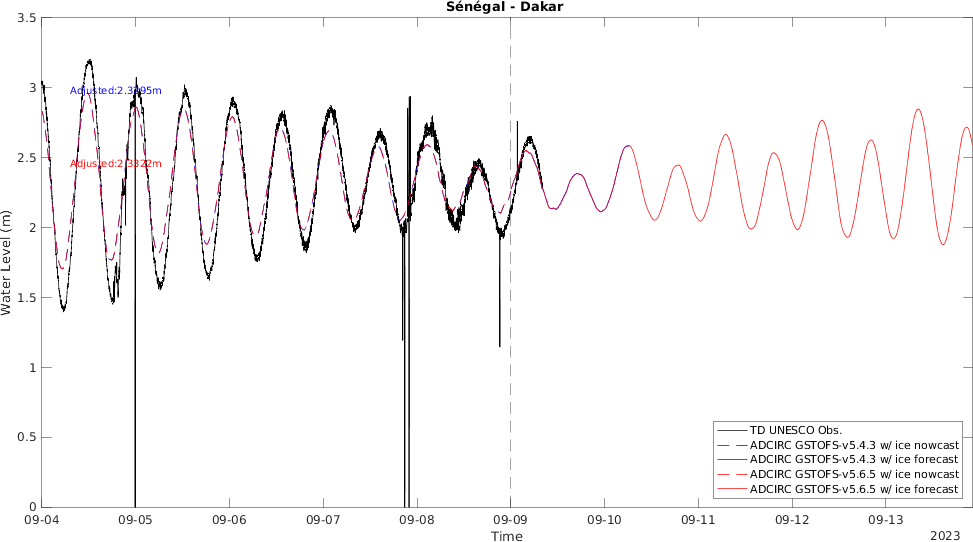 Sénégal - Dakar
3.5
3
2.5
2
1.5
1
0.5
0
Water Level (m)
Adjusted:2.3395m
Adjusted:2.3322m
TD UNESCO Obs.
ADCIRC GSTOFS-v5.4.3 w/ ice nowcast
ADCIRC GSTOFS-v5.4.3 w/ ice forecast
ADCIRC GSTOFS-v5.6.5 w/ ice nowcast
ADCIRC GSTOFS-v5.6.5 w/ ice forecast
09-04 09-05 09-06 09-07 09-08 09-09 09-10 09-11 09-12 09-13
Time
2023